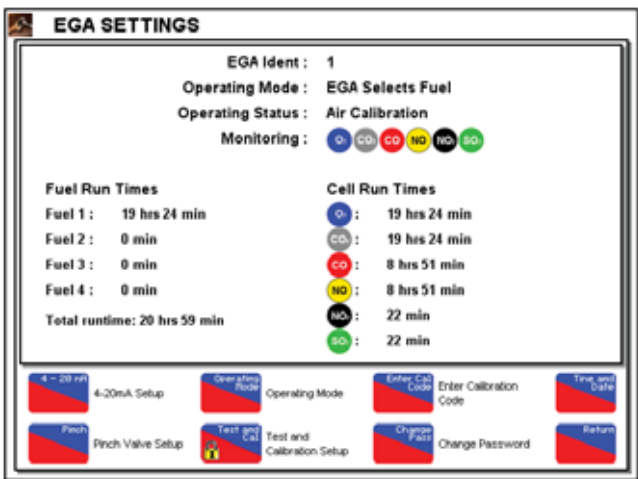 EGA SETTINGS
EGA Ident : 1
Operating Mode : EGA Selects Fuel
Operating Status : Air Calibration
Monitoring : O₂ CO₂ CO NO NO₂ SO₂
Fuel Run Times
Fuel 1 : 19 hrs 24 min
Fuel 2 : 0 min
Fuel 3 : 0 min
Fuel 4 : 0 min
Total runtime: 20 hrs 59 min
Cell Run Times
O₂ : 19 hrs 24 min
CO₂ : 19 hrs 24 min
CO : 8 hrs 51 min
NO : 8 hrs 51 min
NO₂ : 22 min
SO₂ : 22 min
4 - 20 mA
4-20mA Setup
Operating Mode
Operating Mode
Enter Cal Code
Enter Calibration
Code
Time and Date
Pinch
Pinch Valve Setup
Test and Cal
Test and
Calibration Setup
Change Pass
Change Password
Return